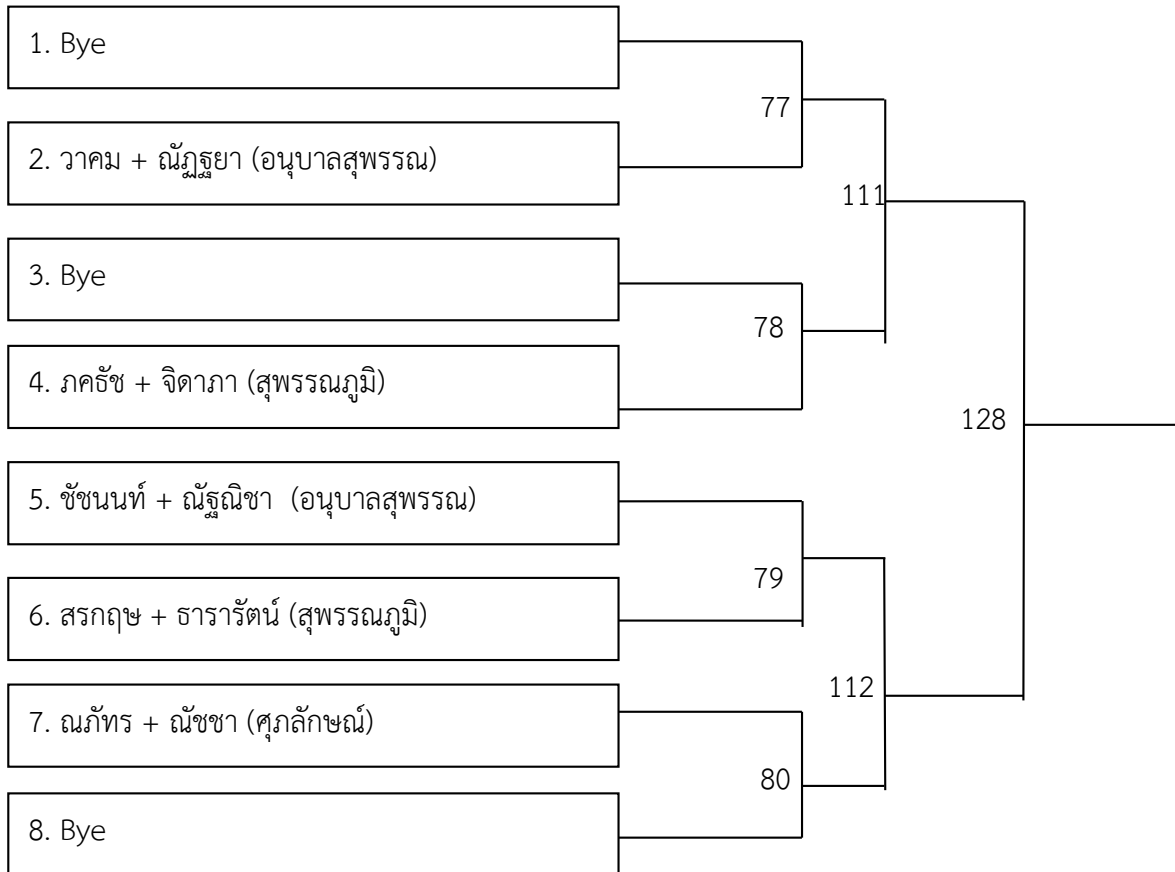 1. Bye
77
2. วาคม + ณัฏฐยา (อนุบาลสุพรรณ)
111
3. Bye
78
4. ภคธัช + จิดาภา (สุพรรณภูมิ)
128
5. ชัชนนท์ + ณัฐณิชา (อนุบาลสุพรรณ)
79
6. สรกฤษ + ธารารัตน์ (สุพรรณภูมิ)
112
7. ณภัทร + ณัชชา (ศุภลักษณ์)
80
8. Bye